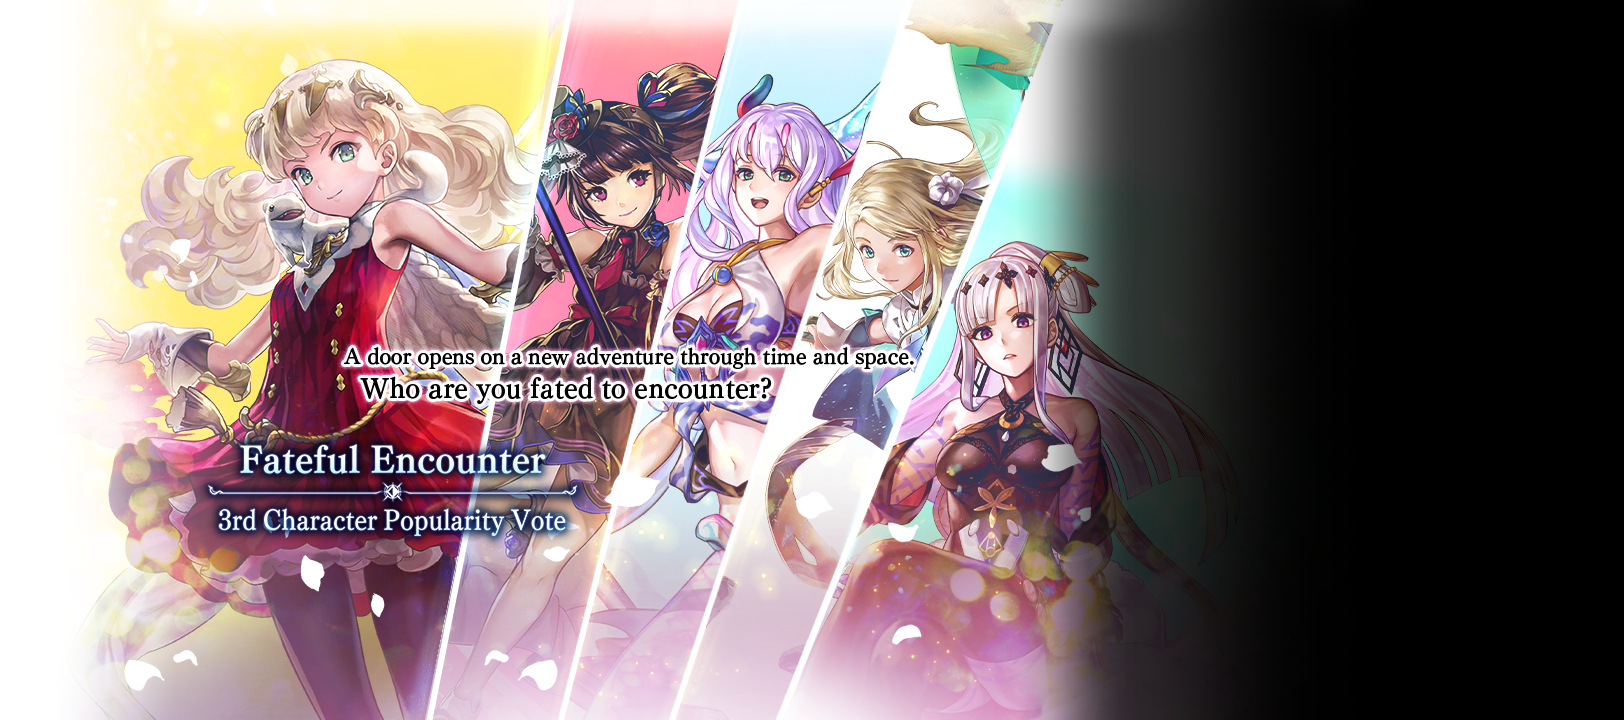 A door opens on a new adventure through time and space.
Who are you fated to encounter?
Fateful Encounter
3rd Character Popularity Vote